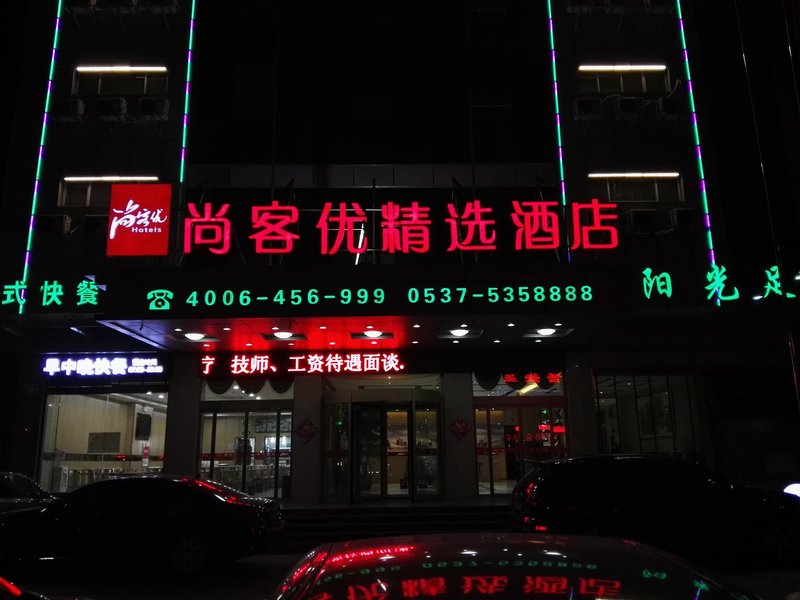 尚客优
Hotels
尚客优精选酒店
式快餐
☎ 4006-456-999 0537-5358888
阳光足
早中晚快餐
疗 技师、工资待遇面谈.